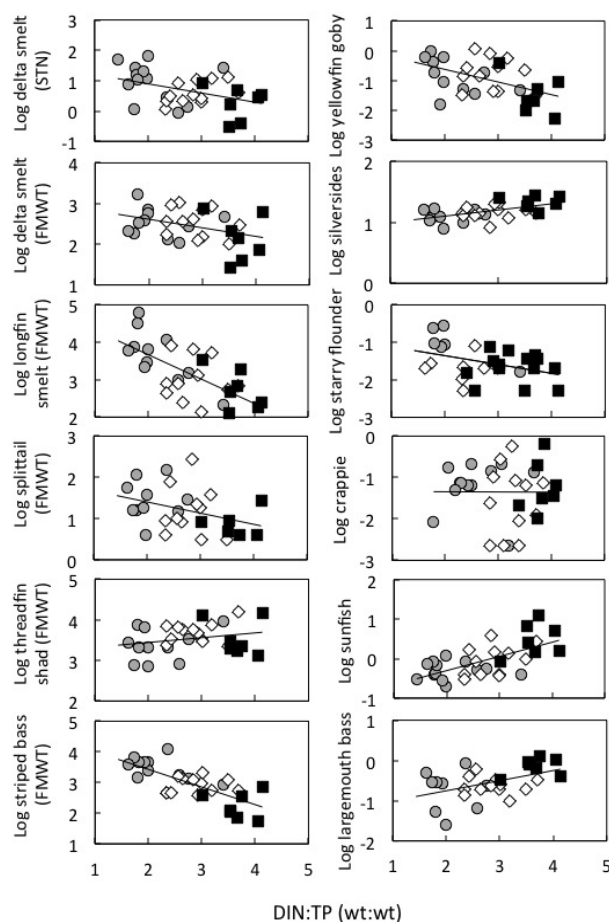 Log delta smelt
(STN)
3
2
1
0
-1
Log delta smelt
(FMWT)
4
3
2
1
Log longfin
smelt (FMWT)
5
4
3
2
Log splittail
(FMWT)
3
2
1
0
Log threadfin
shad (FMWT)
5
4
3
2
Log striped bass
(FMWT)
5
4
3
2
1
0
1 2 3 4 5
Log yellowfin goby
1
0
-1
-2
-3
Log silversides
2
1
0
Log starry flounder
0
-1
-2
-3
Log crappie
0
-1
-2
-3
Log sunfish
2
1
0
-1
Log largemouth bass
1
0
-1
-2
1 2 3 4 5
DIN:TP (wt:wt)